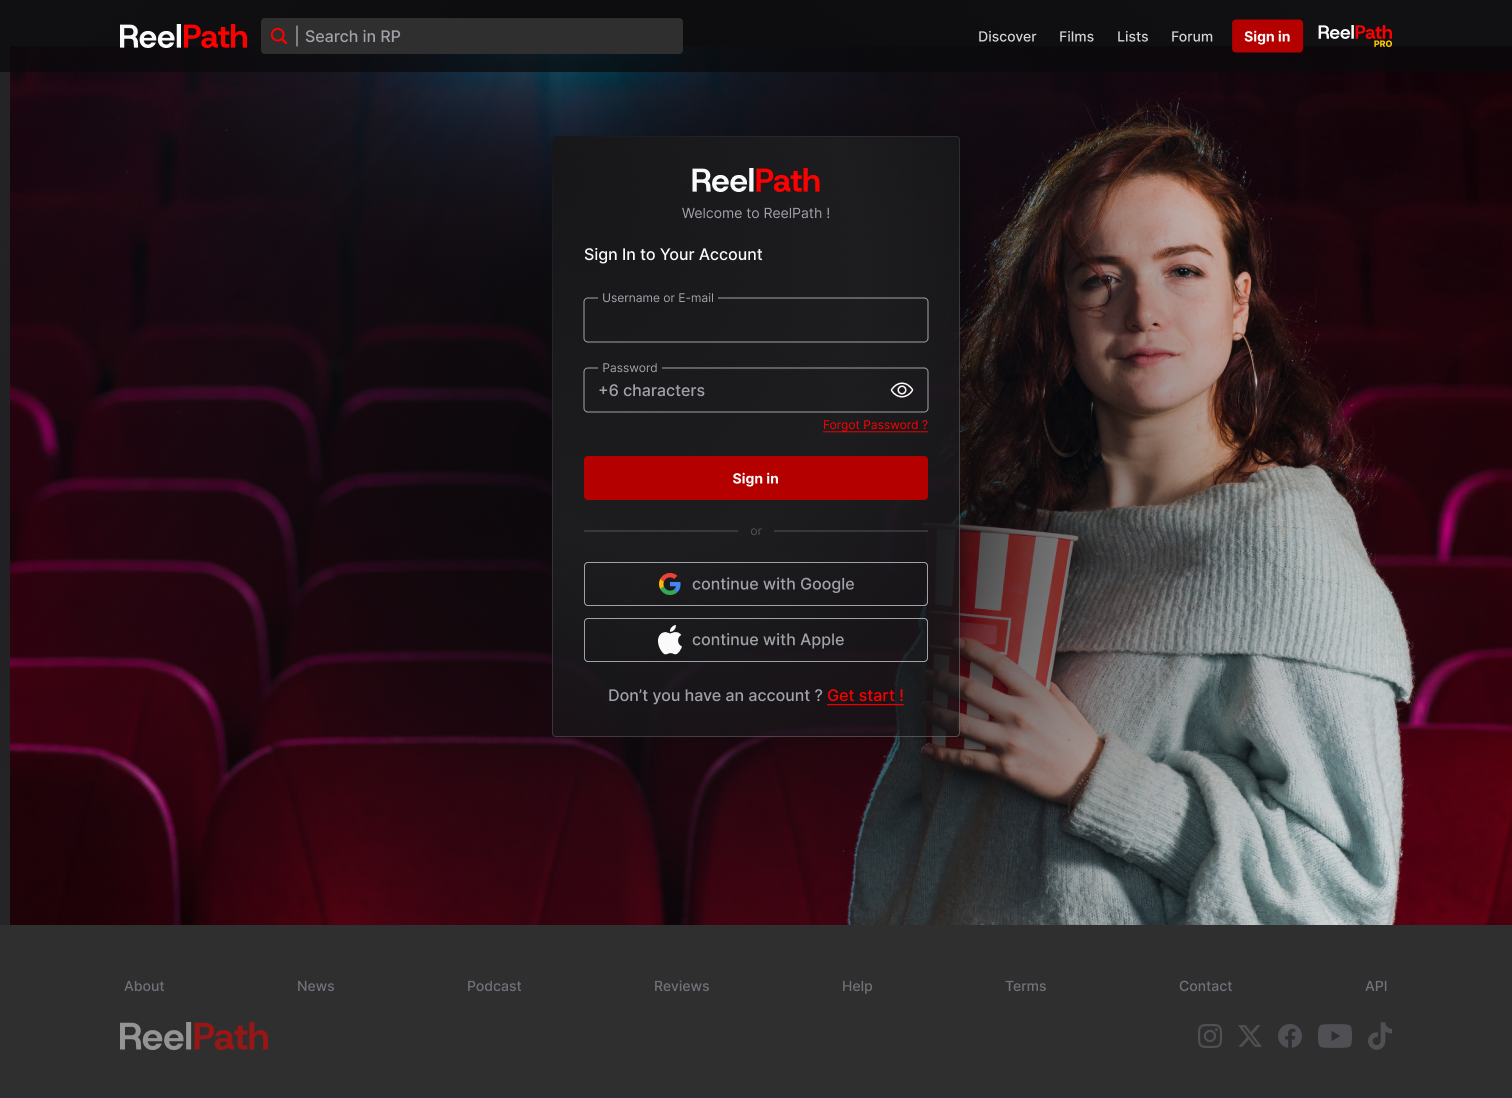 ReelPath
Search in RP
Discover Films Lists Forum Sign in ReelPath PRO
ReelPath
Welcome to ReelPath !
Sign In to Your Account
Username or E-mail
Password
+6 characters
Forgot Password ?
Sign in
or
continue with Google
continue with Apple
Don’t you have an account ? Get start !
About News Podcast Reviews Help Terms Contact API
ReelPath